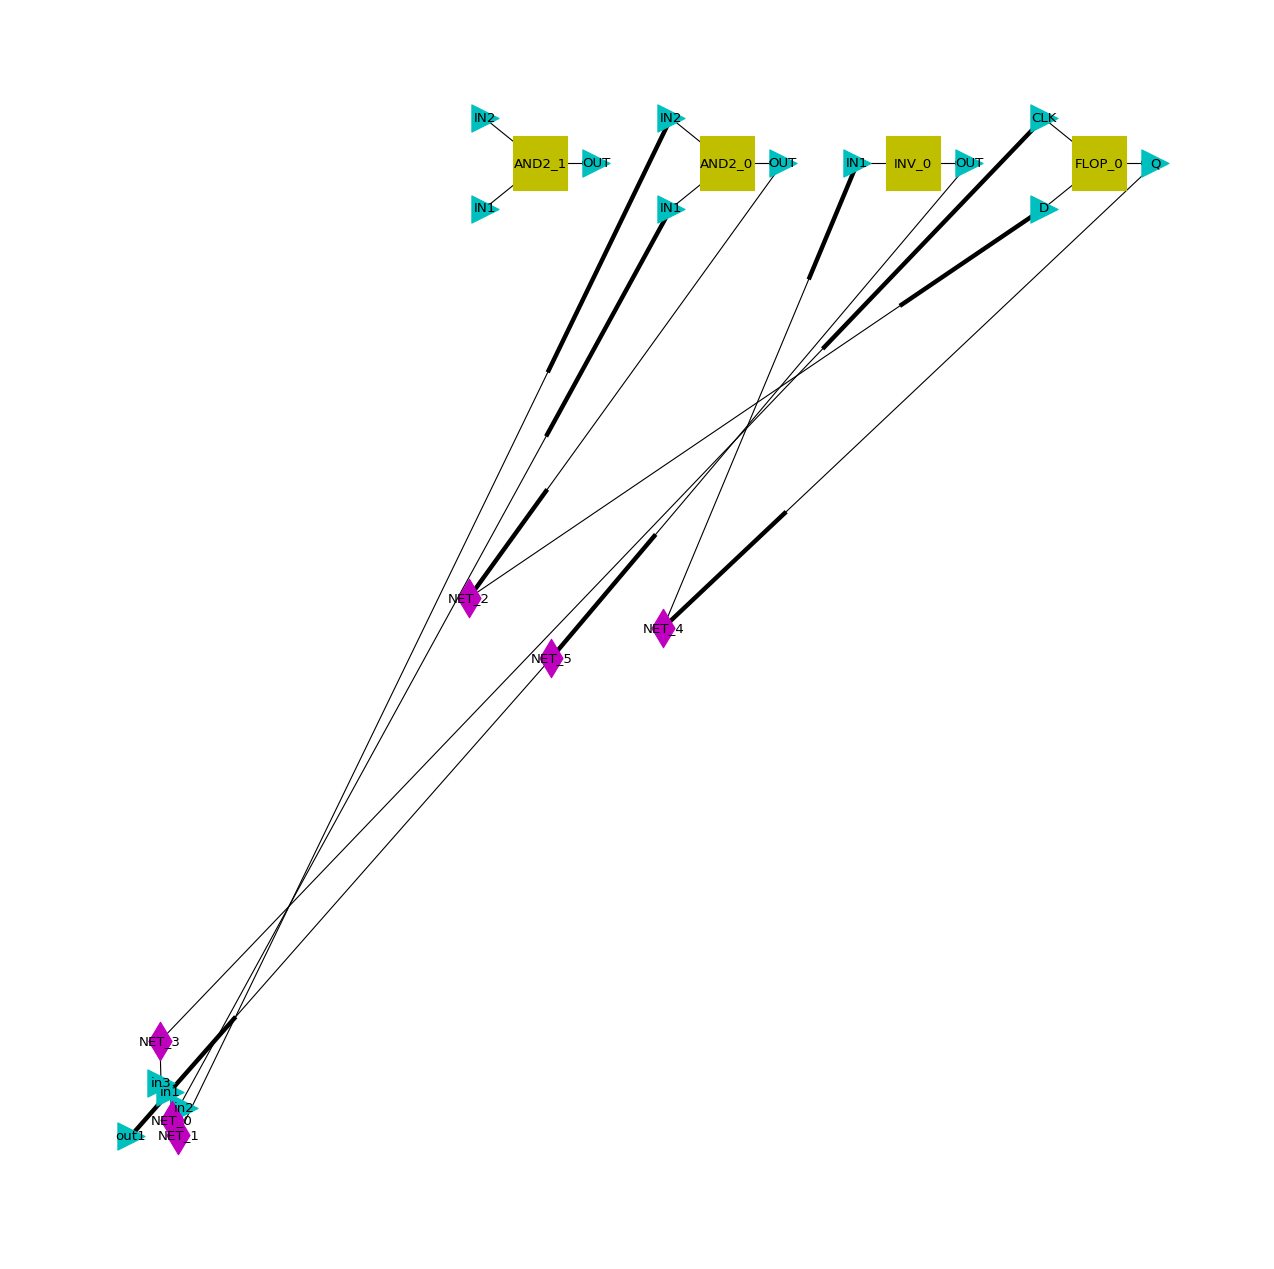 IN2
IN2
CLK
AND2_1
OUT
AND2_0
OUT
IN1
INV_0
OUT
FLOP_0
Q
IN1
IN1
D
NET_2
NET_4
NET_5
NET_3
in3
in1
in2
NET_0
out1
NET_1